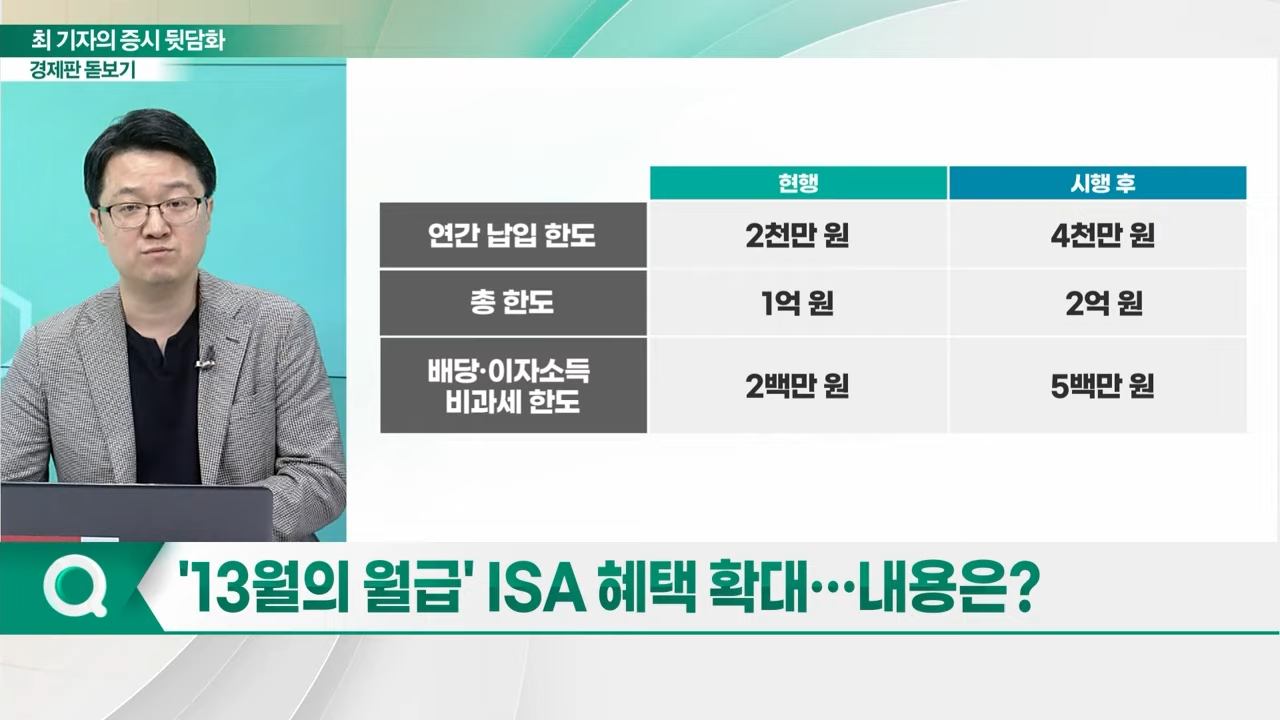 최 기자의 증시 뒷담화
경제판 돋보기
현행 시행 후
연간 납입 한도 2천만 원 4천만 원
총 한도 1억 원 2억 원
배당·이자소득
비과세 한도 2백만 원 5백만 원
'13월의 월급' ISA 혜택 확대…내용은?